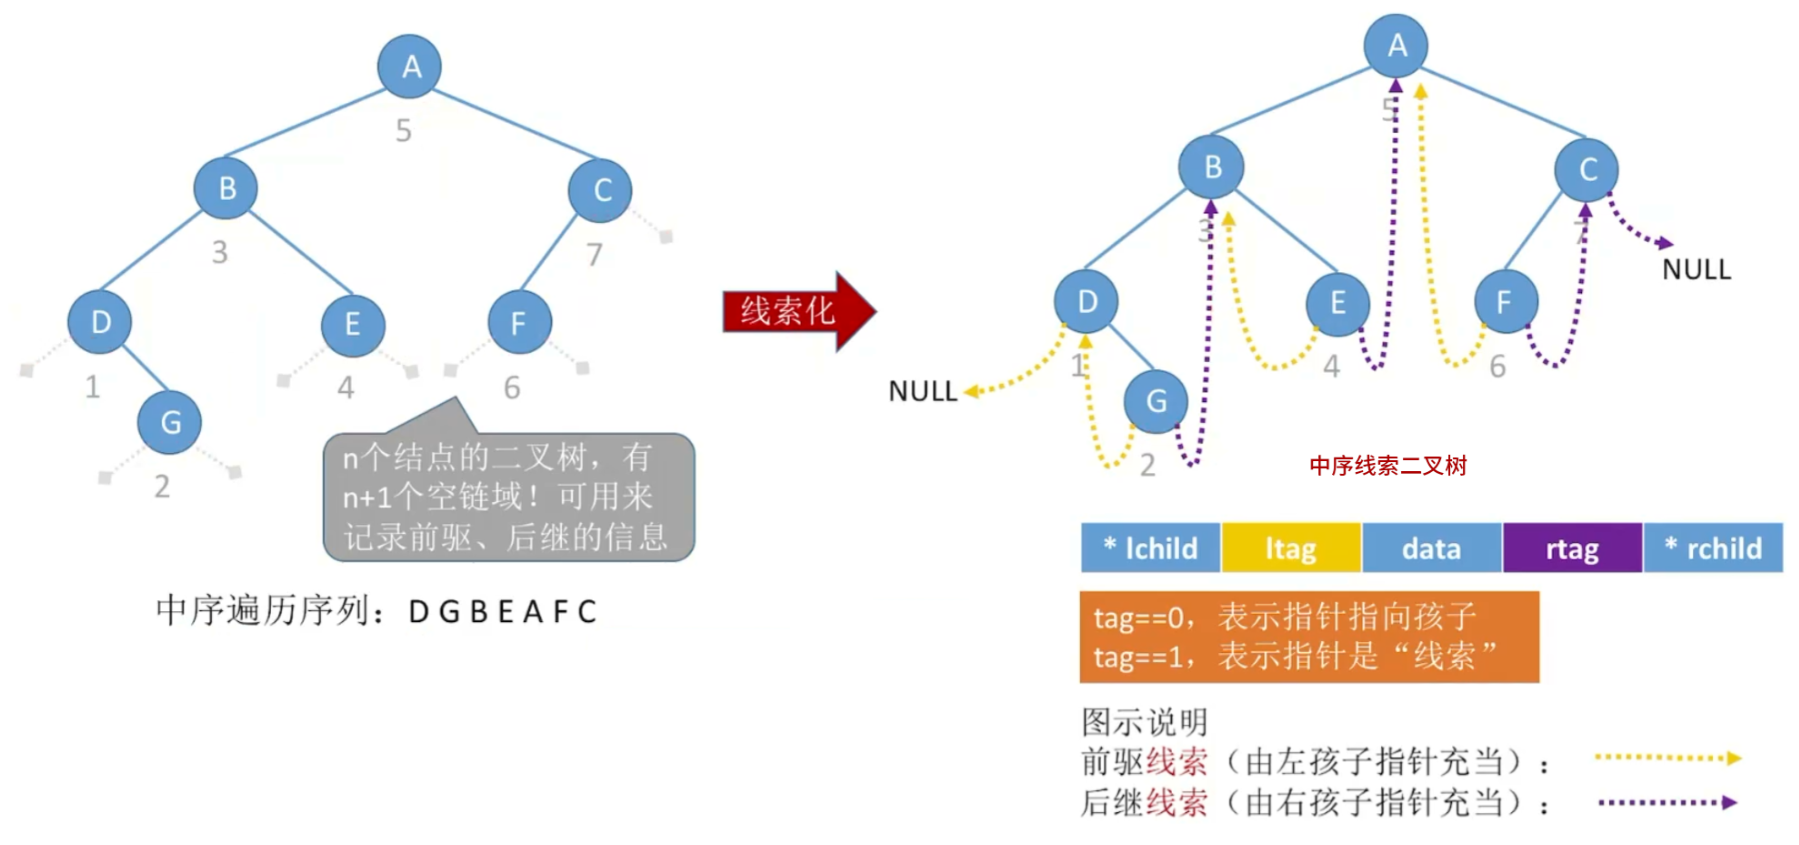 A
5
B
C
3
7
D
E
F
1
4
6
G
2
n个结点的二叉树，有
n+1个空链域！可用来
记录前驱、后继的信息
中序遍历序列：D G B E A F C
线索化
A
5
B
C
3
7
NULL
D
E
F
1
4
6
NULL
G
2
中序线索二叉树
* lchild ltag data rtag * rchild
tag==0，表示指针指向孩子
tag==1，表示指针是“线索”
图示说明
前驱线索（由左孩子指针充当）：
后继线索（由右孩子指针充当）：